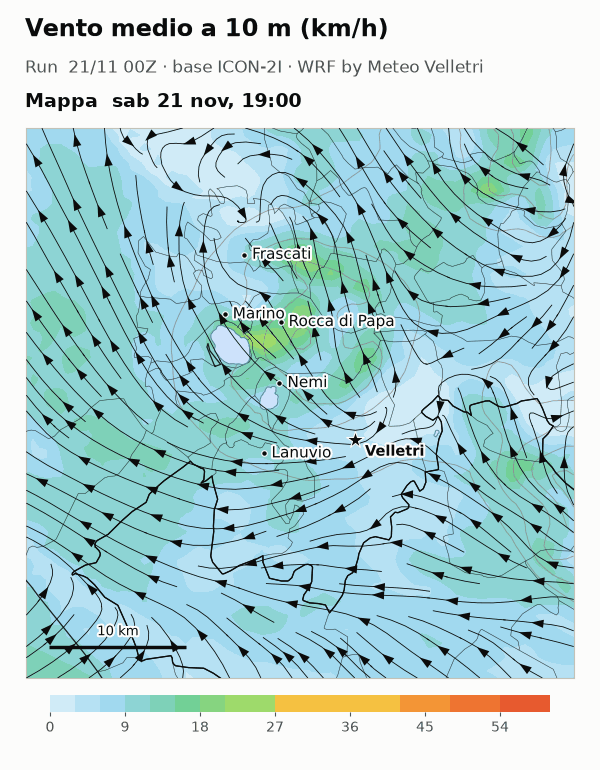 Vento medio a 10 m (km/h)
Run  21/11 00Z · base ICON-2I · WRF by Meteo Velletri
Mappa  sab 21 nov, 19:00
Frascati
Marino
Rocca di Papa
Nemi
Velletri
Lanuvio
10 km
0 9 18 27 36 45 54